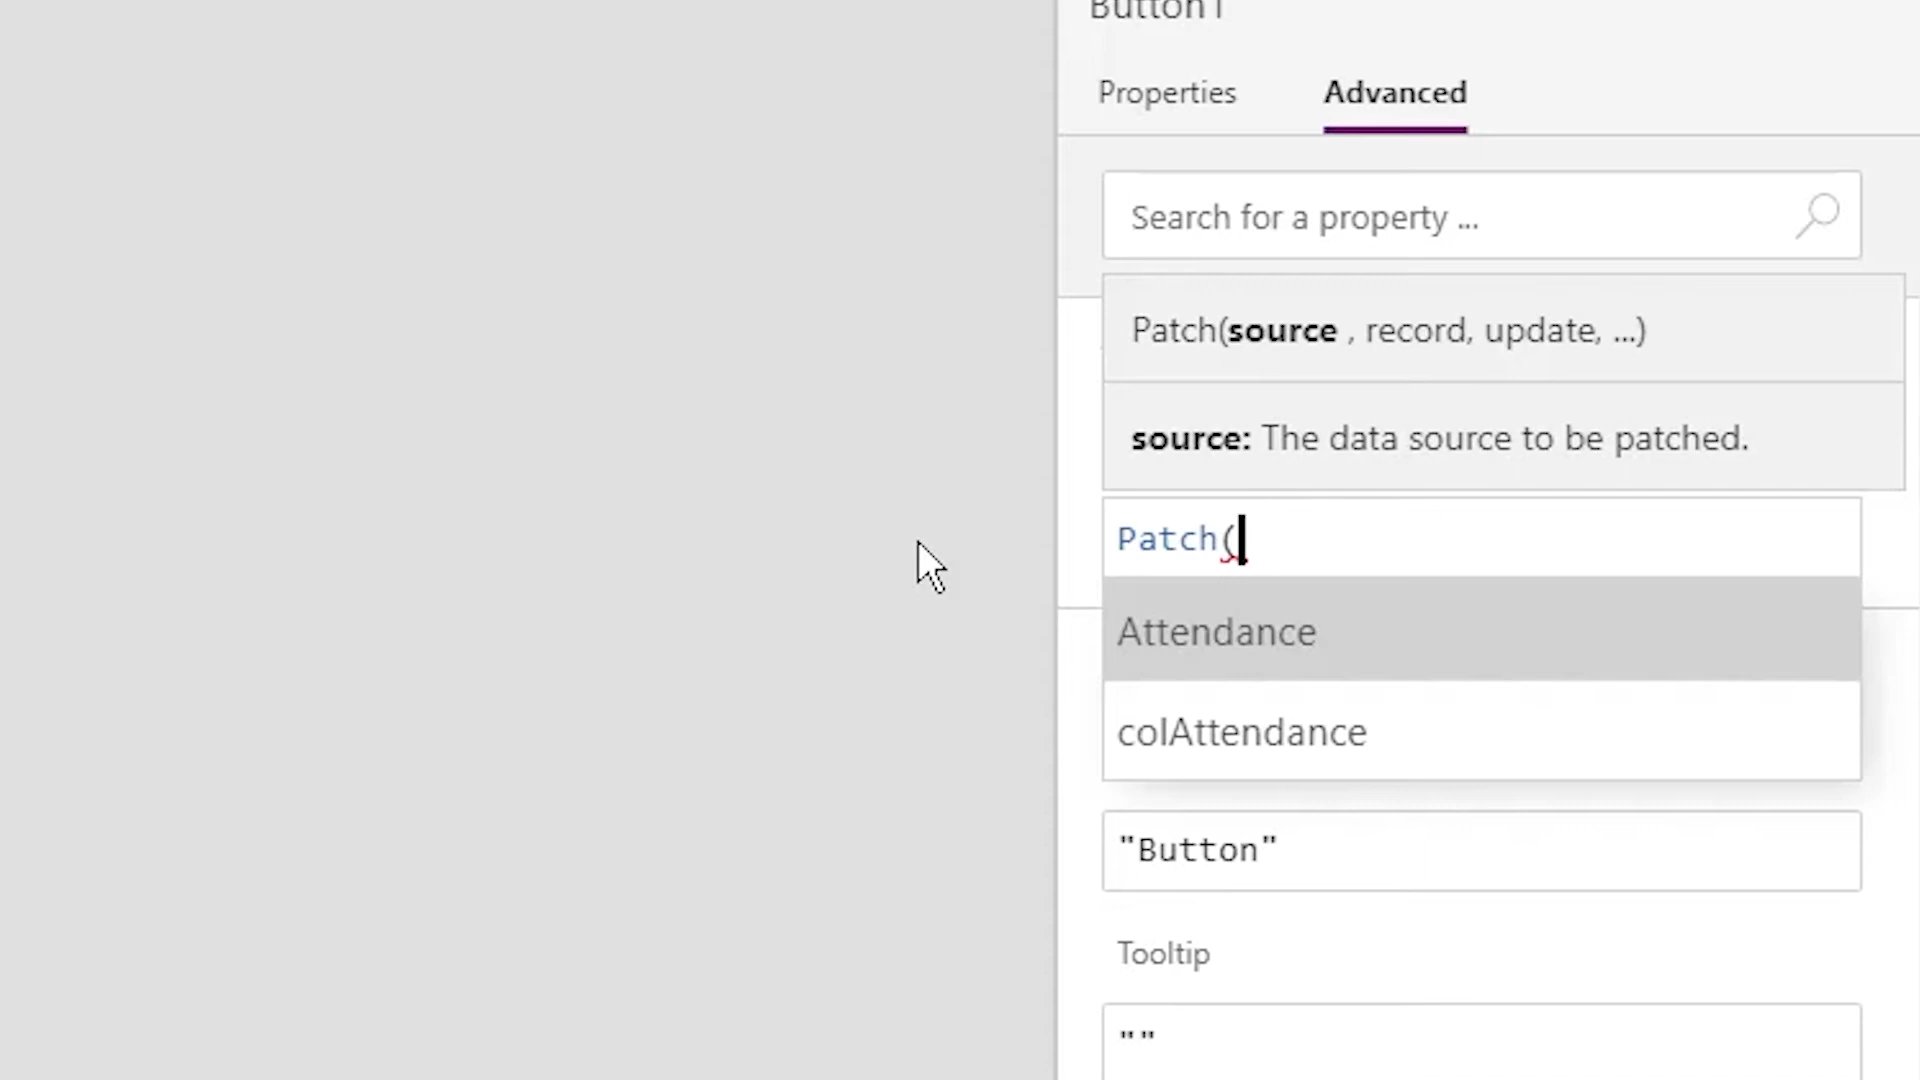 Button1
Properties
Advanced
Search for a property ...
Patch(source , record, update, ...)
source: The data source to be patched.
Patch(
Attendance
colAttendance
"Button"
Tooltip
""